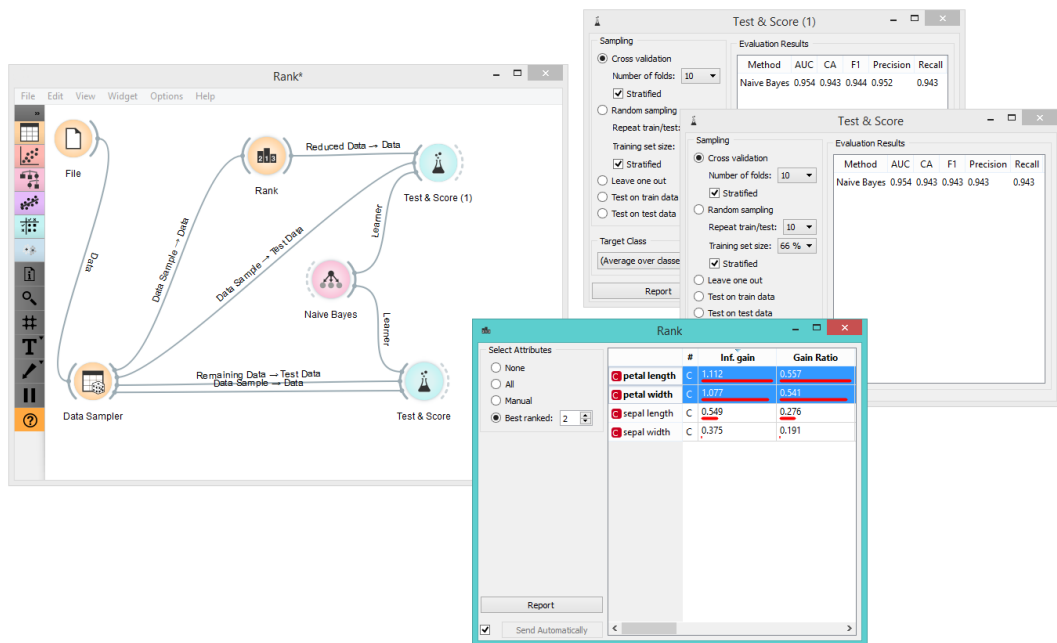 Rank*
File Edit View Widget Options Help
»
File
Data
Data Sampler
Data Sample → Data
Rank
Reduced Data → Data
Data Sample → Test Data
Test & Score (1)
Learner
Naive Bayes
Learner
Remaining Data → Test Data
Data Sample → Data
Test & Score
Test & Score (1)
Sampling
Cross validation
Number of folds: 10
Stratified
Random sampling
Repeat train/test:
Training set size:
Stratified
Leave one out
Test on train data
Test on test data
Target Class
(Average over classe
Report
Evaluation Results
Method AUC CA F1 Precision Recall
Naive Bayes 0.954 0.943 0.944 0.952 0.943
Test & Score
Sampling
Cross validation
Number of folds: 10
Stratified
Random sampling
Repeat train/test: 10
Training set size: 66 %
Stratified
Leave one out
Test on train data
Test on test data
Evaluation Results
Method AUC CA F1 Precision Recall
Naive Bayes 0.954 0.943 0.943 0.943 0.943
Rank
Select Attributes
None
All
Manual
Best ranked: 2
Report
Send Automatically
# Inf. gain Gain Ratio
C petal length C 1.112 0.557
C petal width C 1.077 0.541
C sepal length C 0.549 0.276
C sepal width C 0.375 0.191